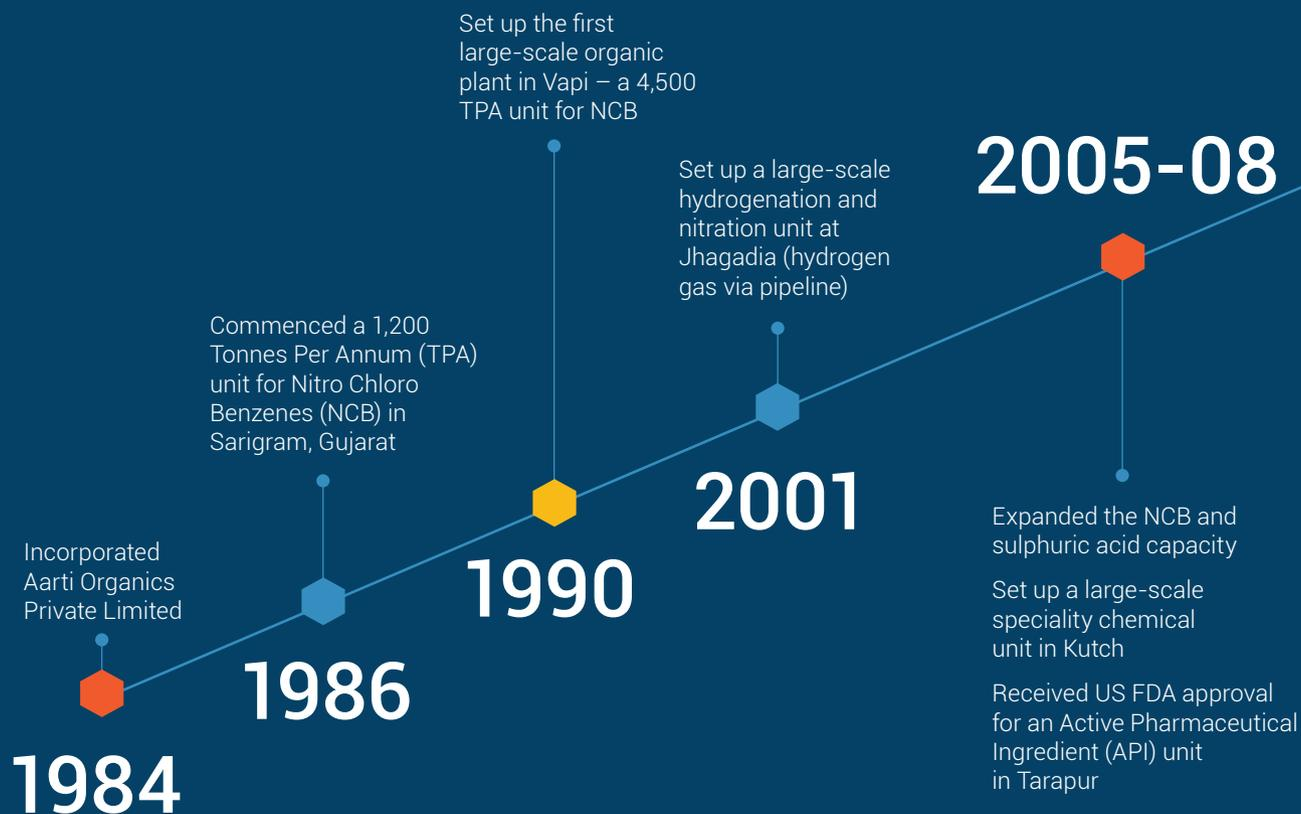 Incorporated
Aarti Organics
Private Limited
1984
Commenced a 1,200
Tonnes Per Annum (TPA)
unit for Nitro Chloro
Benzenes (NCB) in
Sarigram, Gujarat
1986
Set up the first
large-scale organic
plant in Vapi – a 4,500
TPA unit for NCB
1990
Set up a large-scale
hydrogenation and
nitration unit at
Jhagadia (hydrogen
gas via pipeline)
2001
2005-08
Expanded the NCB and
sulphuric acid capacity
Set up a large-scale
speciality chemical
unit in Kutch
Received US FDA approval
for an Active Pharmaceutical
Ingredient (API) unit
in Tarapur